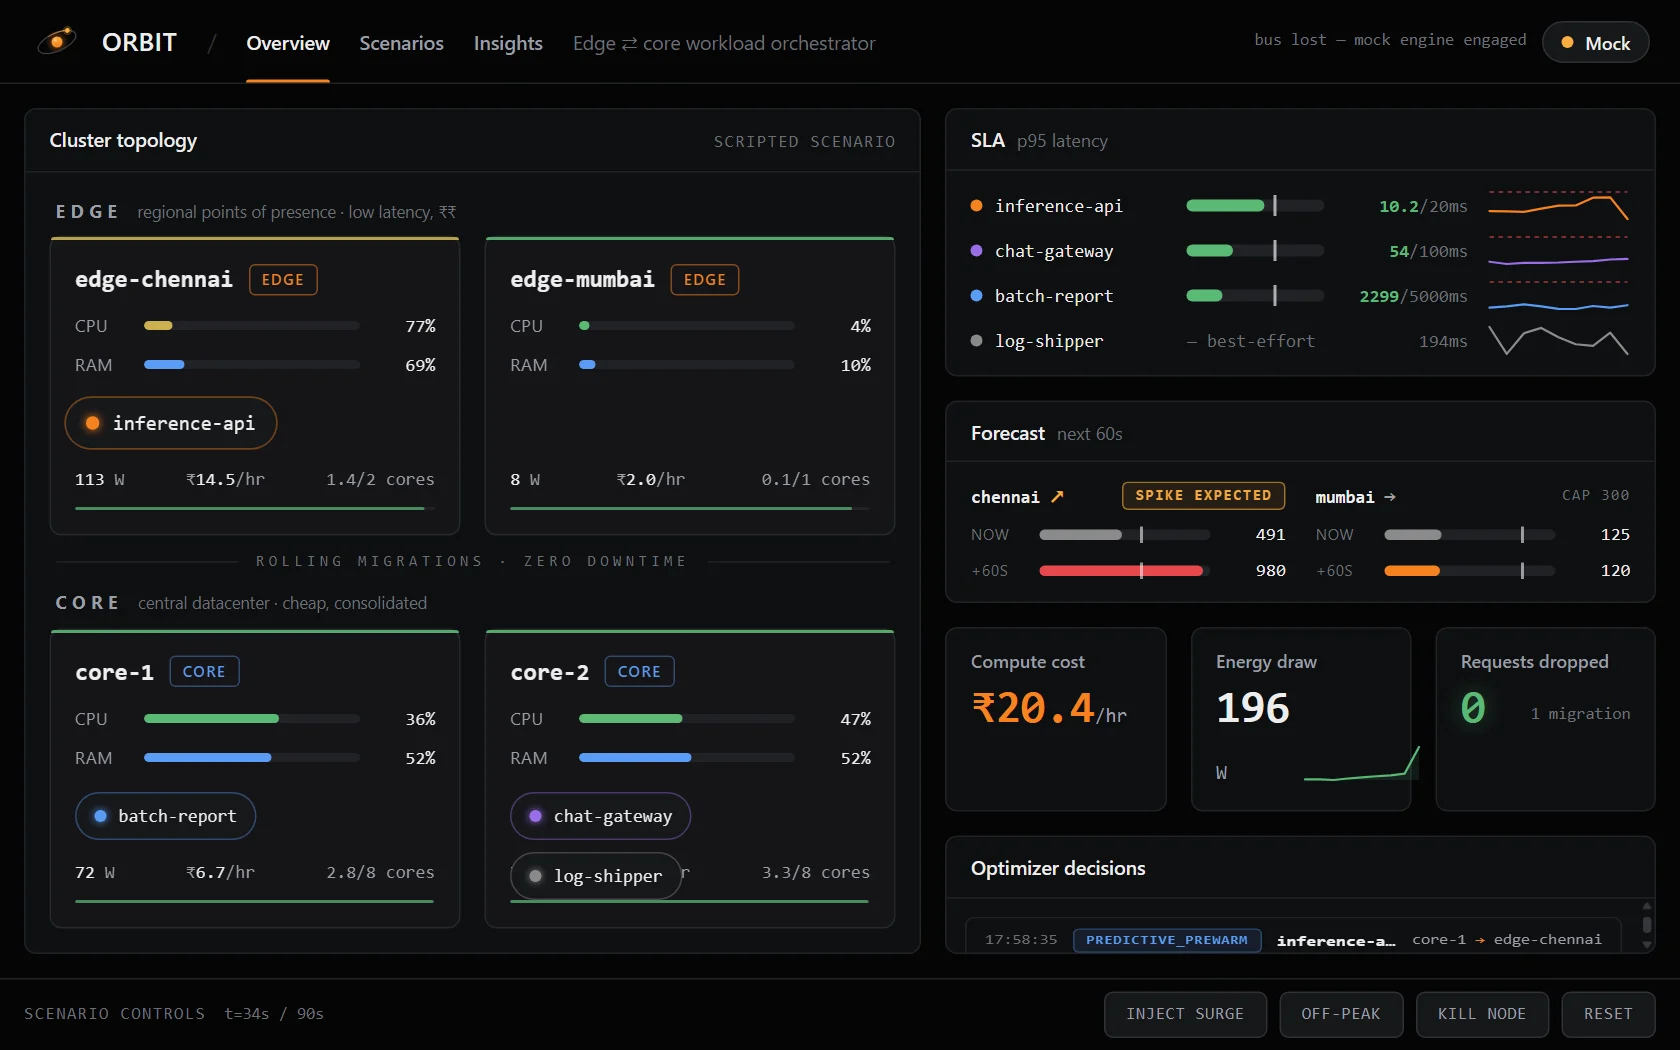 ORBIT / Overview Scenarios Insights Edge ⇄ core workload orchestrator
bus lost — mock engine engaged Mock
Cluster topology SCRIPTED SCENARIO
EDGE regional points of presence · low latency, ₹₹
edge-chennai EDGE
CPU 77%
RAM 69%
inference-api
113 W ₹14.5/hr 1.4/2 cores
edge-mumbai EDGE
CPU 4%
RAM 10%
8 W ₹2.0/hr 0.1/1 cores
ROLLING MIGRATIONS · ZERO DOWNTIME
CORE central datacenter · cheap, consolidated
core-1 CORE
CPU 36%
RAM 52%
batch-report
72 W ₹6.7/hr 2.8/8 cores
core-2 CORE
CPU 47%
RAM 52%
chat-gateway
log-shipper r 3.3/8 cores
SLA p95 latency
inference-api 10.2/20ms
chat-gateway 54/100ms
batch-report 2299/5000ms
log-shipper — best-effort 194ms
Forecast next 60s
chennai ↗ SPIKE EXPECTED
NOW 491
+60S 980
mumbai → CAP 300
NOW 125
+60S 120
Compute cost
₹20.4/hr
Energy draw
196
W
Requests dropped
0 1 migration
Optimizer decisions
17:58:35 PREDICTIVE_PREWARM inference-a… core-1 → edge-chennai
SCENARIO CONTROLS t=34s / 90s
INJECT SURGE OFF-PEAK KILL NODE RESET